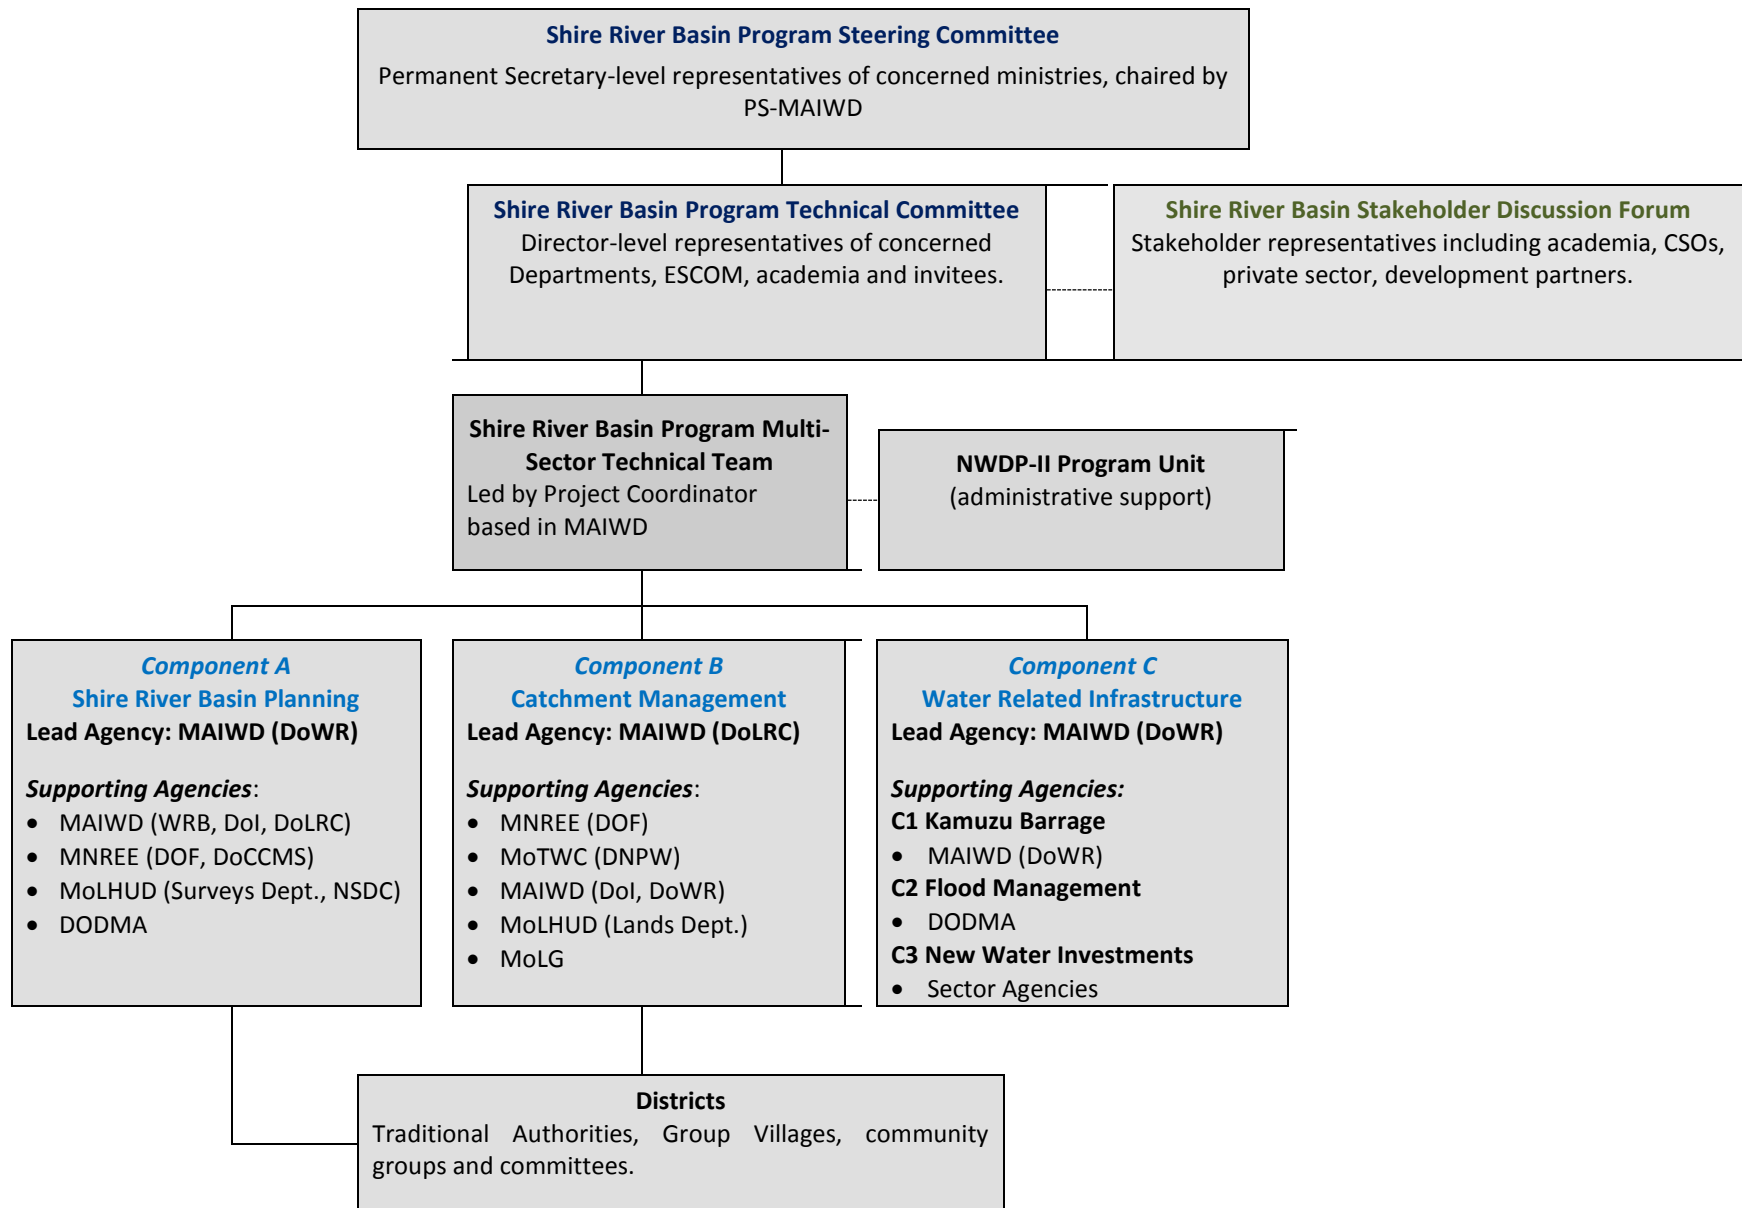 Shire River Basin Program Steering Committee
Permanent Secretary-level representatives of concerned ministries, chaired by
PS-MAIWD
Shire River Basin Program Technical Committee
Director-level representatives of concerned
Departments, ESCOM, academia and invitees.
Shire River Basin Stakeholder Discussion Forum
Stakeholder representatives including academia, CSOs,
private sector, development partners.
Shire River Basin Program Multi-
Sector Technical Team
Led by Project Coordinator
based in MAIWD
NWDP-II Program Unit
(administrative support)
Component A
Shire River Basin Planning
Lead Agency: MAIWD (DoWR)
Supporting Agencies:
• MAIWD (WRB, DoI, DoLRC)
• MNREE (DOF, DoCCMS)
• MoLHUD (Surveys Dept., NSDC)
• DODMA
Component B
Catchment Management
Lead Agency: MAIWD (DoLRC)
Supporting Agencies:
• MNREE (DOF)
• MoTWC (DNPW)
• MAIWD (DoI, DoWR)
• MoLHUD (Lands Dept.)
• MoLG
Component C
Water Related Infrastructure
Lead Agency: MAIWD (DoWR)
Supporting Agencies:
C1 Kamuzu Barrage
• MAIWD (DoWR)
C2 Flood Management
• DODMA
C3 New Water Investments
• Sector Agencies
Districts
Traditional Authorities, Group Villages, community
groups and committees.